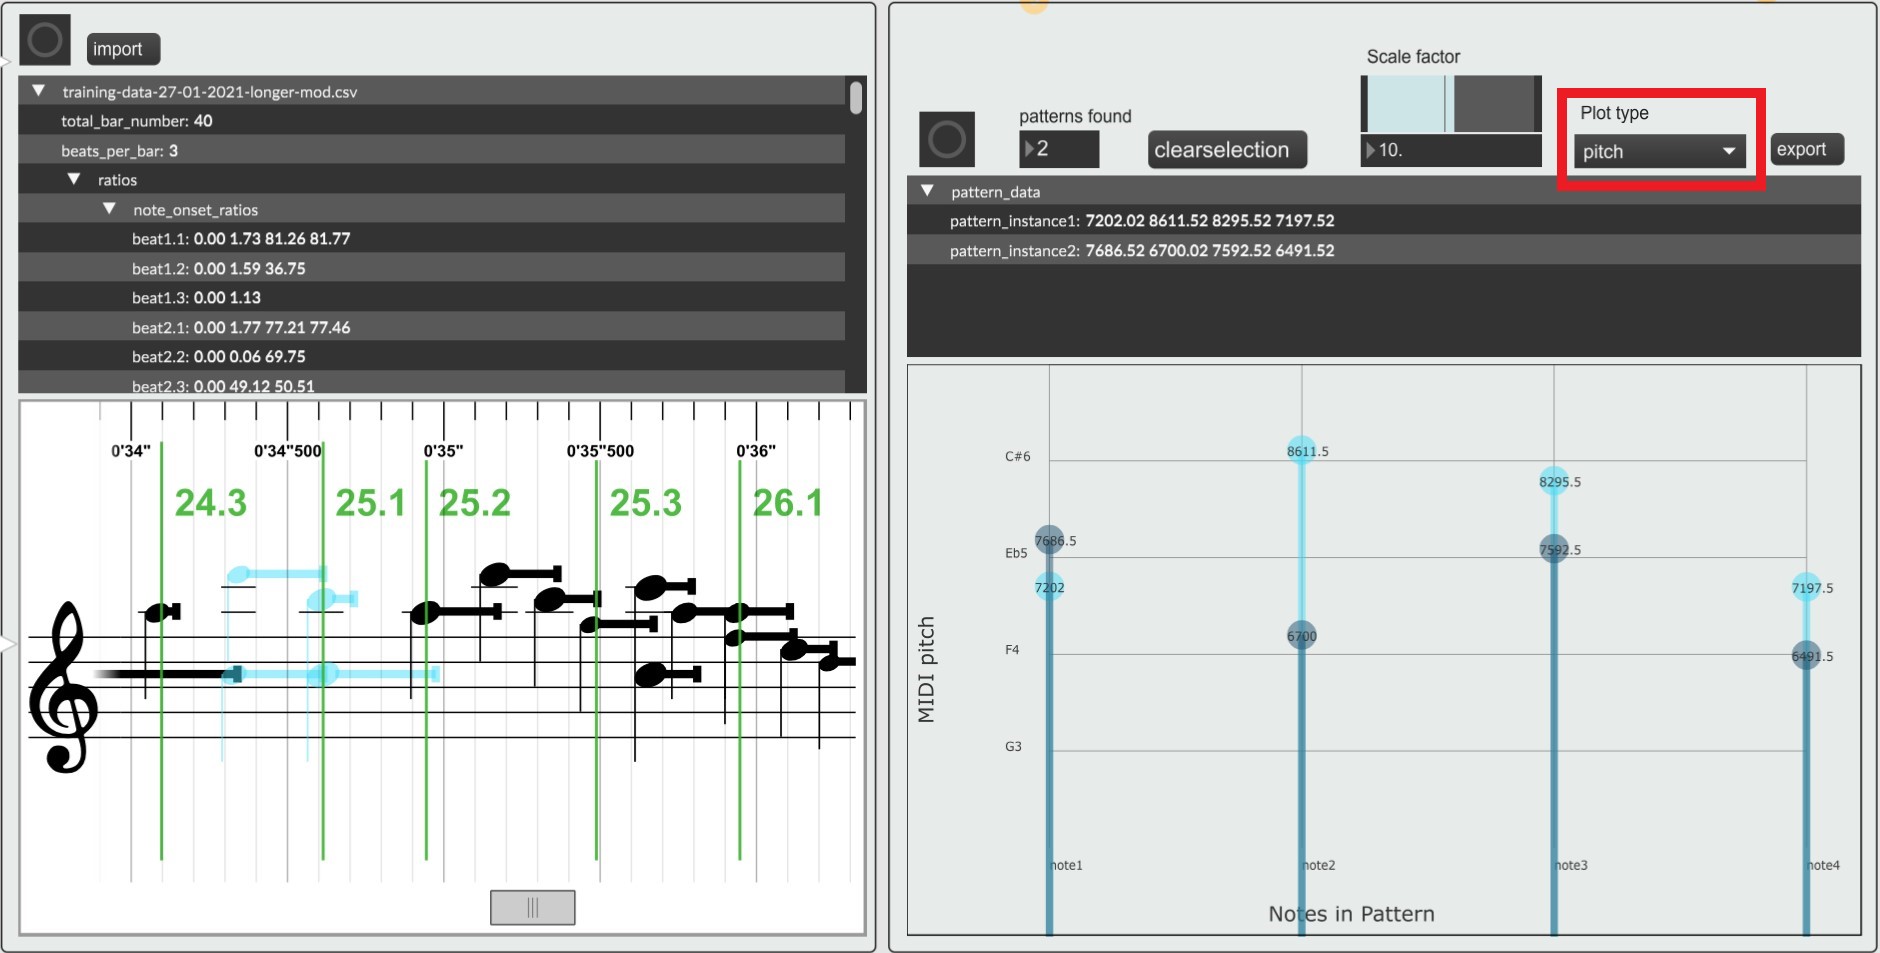 import
training-data-27-01-2021-longer-mod.csv
total_bar_number: 40
beats_per_bar: 3
ratios
note_onset_ratios
beat1.1: 0.00 1.73 81.26 81.77
beat1.2: 0.00 1.59 36.75
beat1.3: 0.00 1.13
beat2.1: 0.00 1.77 77.21 77.46
beat2.2: 0.00 0.06 69.75
beat2.3: 0.00 49.12 50.51
0'34" 0'34"500 0'35" 0'35"500 0'36"
24.3 25.1 25.2 25.3 26.1
Scale factor
patterns found
Plot type
2
clearselection
10.
pitch
export
pattern_data
pattern_instance1: 7202.02 8611.52 8295.52 7197.52
pattern_instance2: 7686.52 6700.02 7592.52 6491.52
8611.5
C#6
8295.5
7686.5
7592.5
Eb5
7202
7197.5
6700
F4
6491.5
MIDI pitch
G3
note1 note2 note3 note4
Notes in Pattern